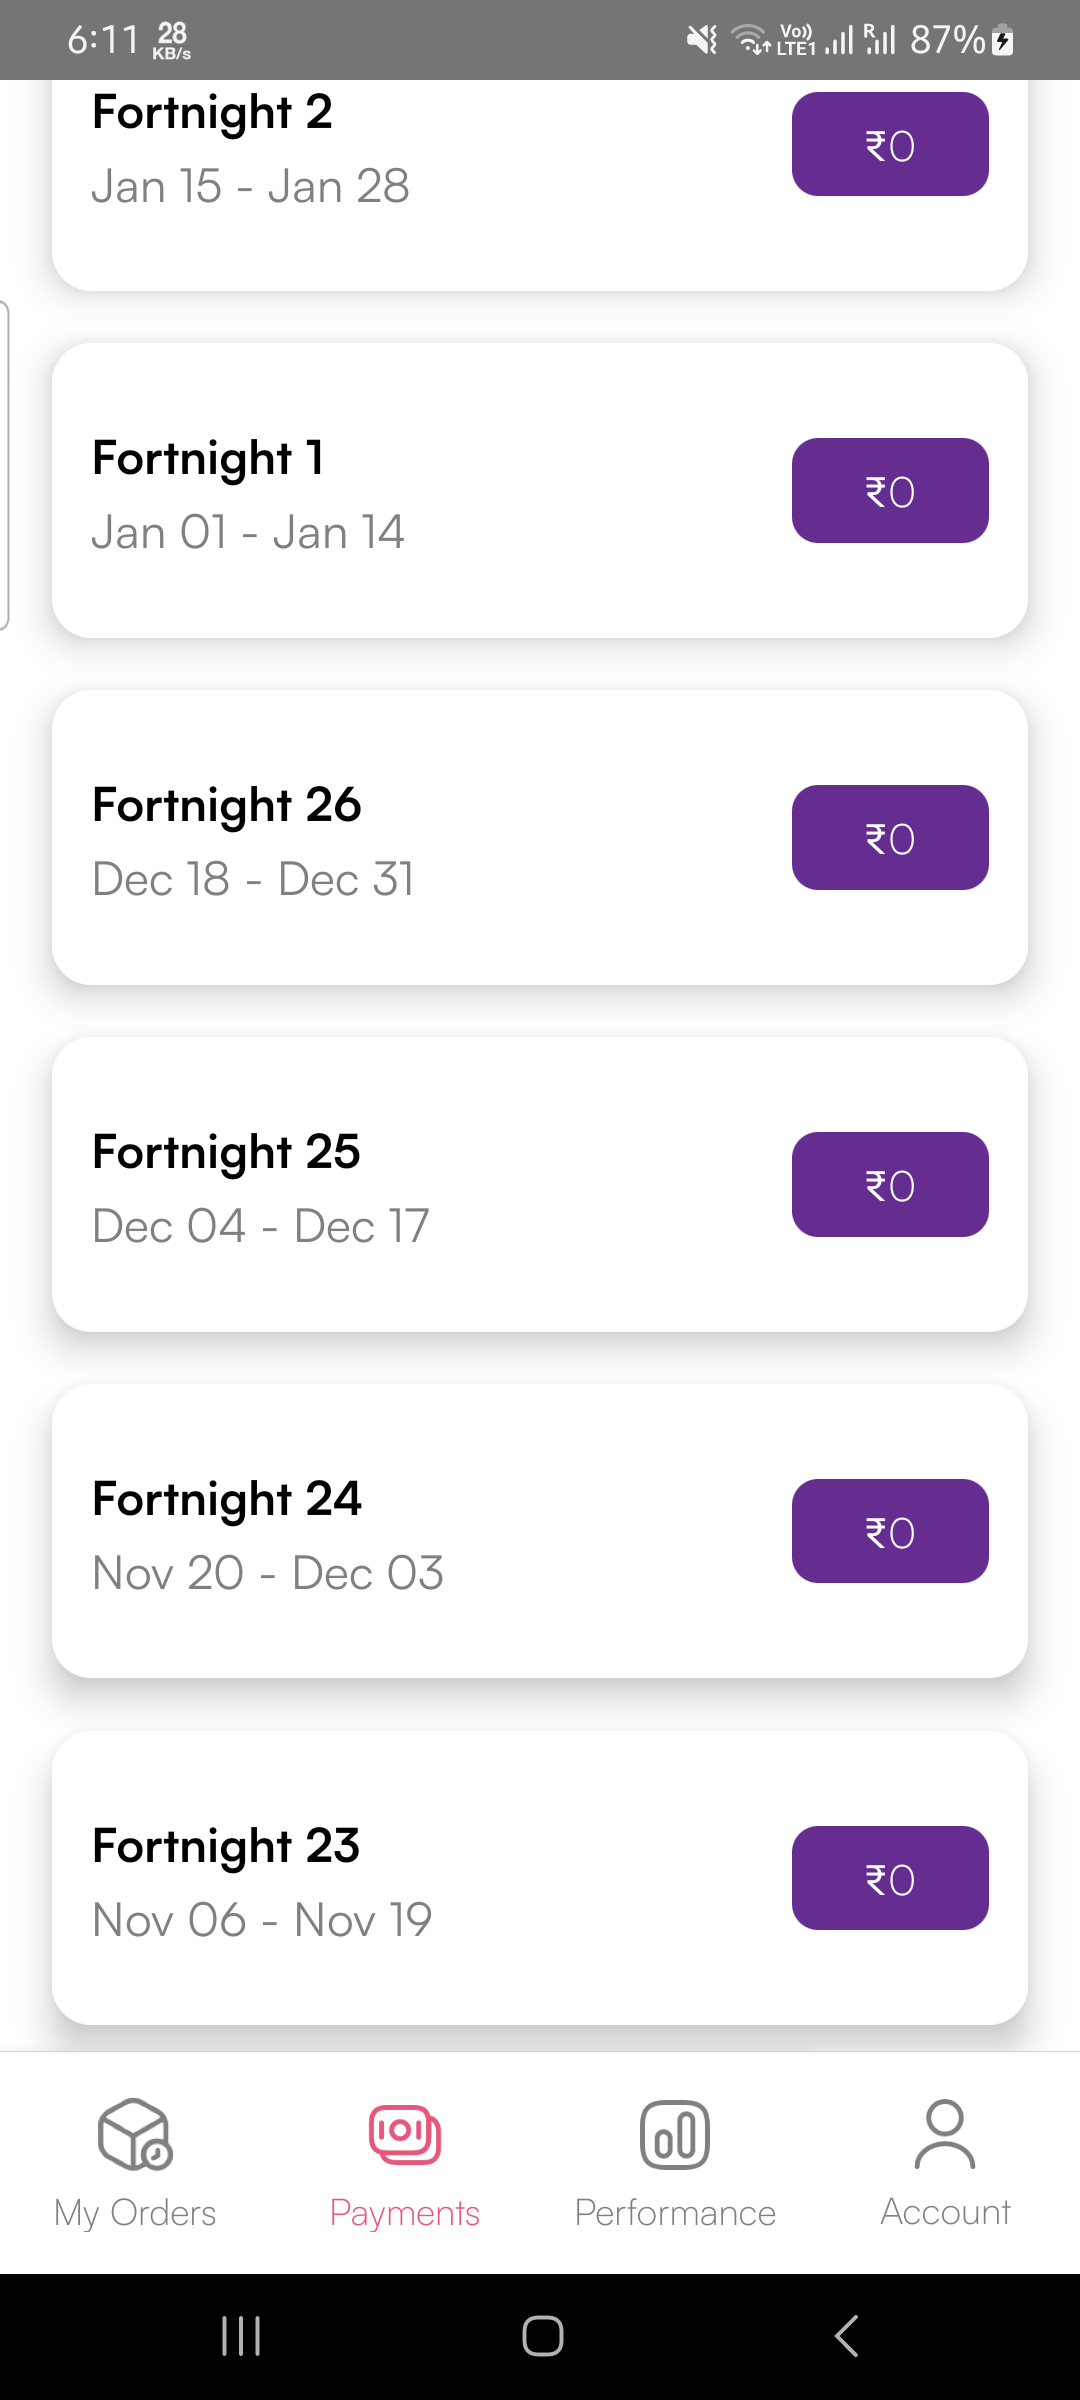 6:11 28 KB/s Vo)) LTE1 R 87%
Fortnight 2
₹0
Jan 15 - Jan 28
Fortnight 1
₹0
Jan 01 - Jan 14
Fortnight 26
₹0
Dec 18 - Dec 31
Fortnight 25
₹0
Dec 04 - Dec 17
Fortnight 24
₹0
Nov 20 - Dec 03
Fortnight 23
₹0
Nov 06 - Nov 19
My Orders Payments Performance Account